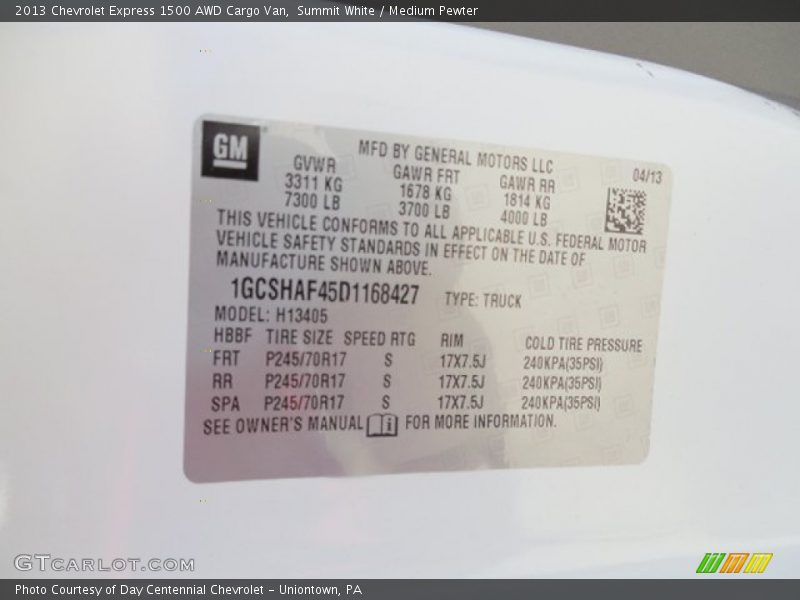 2013 Chevrolet Express 1500 AWD Cargo Van,  Summit White / Medium Pewter
GM
MFD BY GENERAL MOTORS LLC
04/13
GVWR GAWR FRT GAWR RR
3311 KG 1678 KG 1814 KG
7300 LB 3700 LB 4000 LB
THIS VEHICLE CONFORMS TO ALL APPLICABLE U.S. FEDERAL MOTOR
VEHICLE SAFETY STANDARDS IN EFFECT ON THE DATE OF
MANUFACTURE SHOWN ABOVE.
1GCSHAF45D1168427 TYPE: TRUCK
MODEL: H13405
HBBF TIRE SIZE SPEED RTG RIM COLD TIRE PRESSURE
FRT P245/70R17 S 17X7.5J 240KPA(35PSI)
RR P245/70R17 S 17X7.5J 240KPA(35PSI)
SPA P245/70R17 S 17X7.5J 240KPA(35PSI)
SEE OWNER'S MANUAL i FOR MORE INFORMATION.
GTCARLOT.COM
Photo Courtesy of Day Centennial Chevrolet - Uniontown, PA